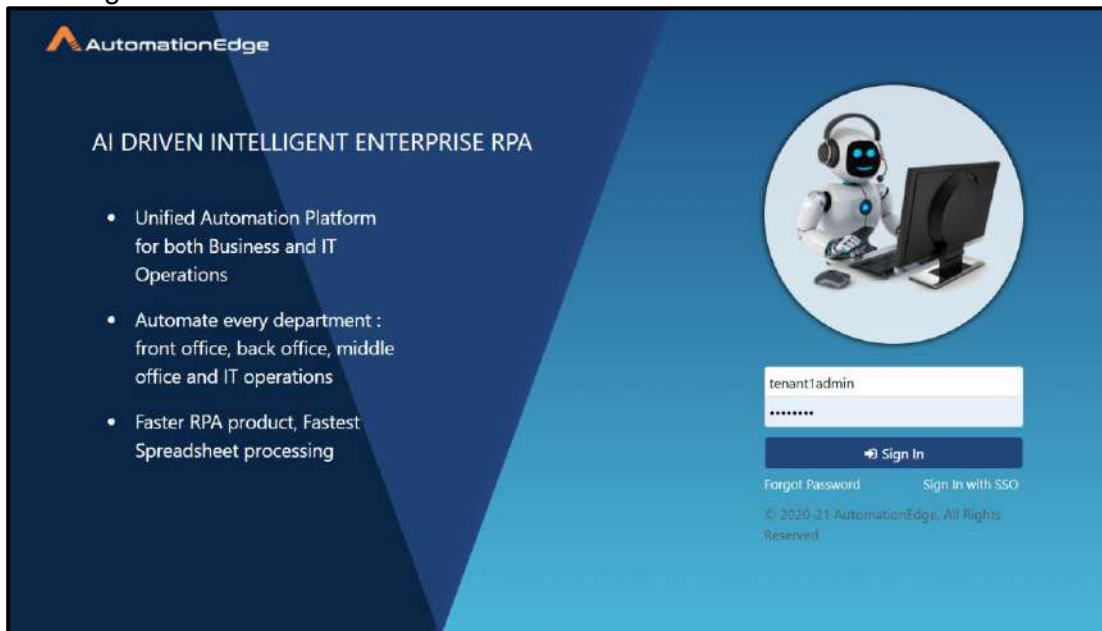 AutomationEdge
AI DRIVEN INTELLIGENT ENTERPRISE RPA
• Unified Automation Platform
for both Business and IT
Operations
• Automate every department :
front office, back office, middle
office and IT operations
• Faster RPA product, Fastest
Spreadsheet processing
tenant1admin
••••••••
Sign In
Forgot Password Sign In with SSO
© 2020-21 AutomationEdge, All Rights
Reserved.